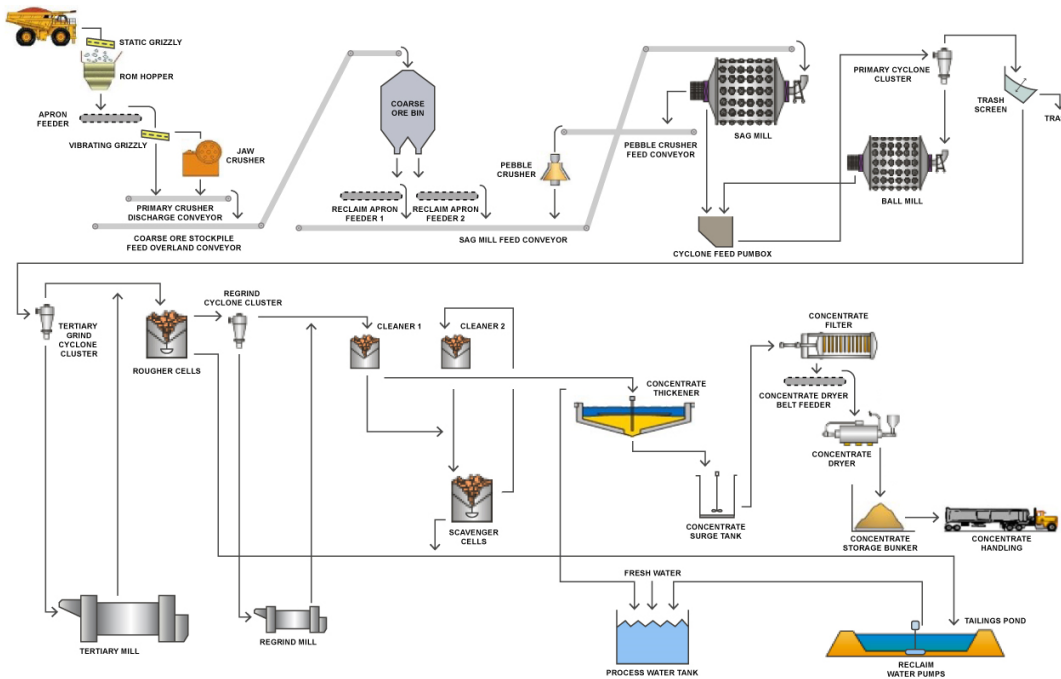 STATIC GRIZZLY
ROM HOPPER
APRON
FEEDER
VIBRATING GRIZZLY
JAW
CRUSHER
PRIMARY CRUSHER
DISCHARGE CONVEYOR
COARSE ORE STOCKPILE
FEED OVERLAND CONVEYOR
COARSE
ORE BIN
RECLAIM APRON
FEEDER 1
RECLAIM APRON
FEEDER 2
SAG MILL FEED CONVEYOR
PEBBLE
CRUSHER
PEBBLE CRUSHER
FEED CONVEYOR
SAG MILL
CYCLONE FEED PUMBOX
PRIMARY CYCLONE
CLUSTER
BALL MILL
TRASH
SCREEN
TRA
TERTIARY
GRIND
CYCLONE
CLUSTER
ROUGHER CELLS
REGRIND
CYCLONE CLUSTER
CLEANER 1
CLEANER 2
SCAVENGER
CELLS
CONCENTRATE
THICKENER
CONCENTRATE
SURGE TANK
CONCENTRATE
FILTER
CONCENTRATE DRYER
BELT FEEDER
CONCENTRATE
DRYER
CONCENTRATE
STORAGE BUNKER
CONCENTRATE
HANDLING
TERTIARY MILL
REGRIND MILL
FRESH WATER
PROCESS WATER TANK
TAILINGS POND
RECLAIM
WATER PUMPS